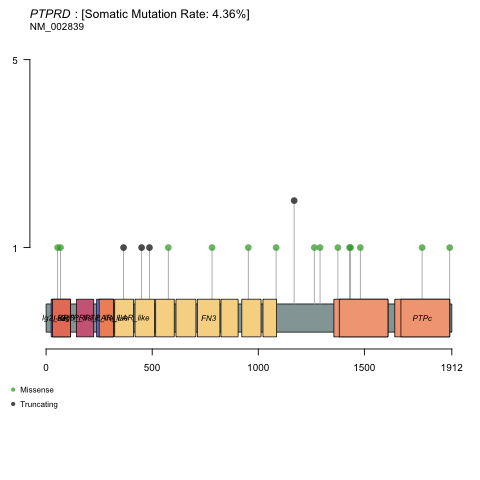 PTPRD : [Somatic Mutation Rate: 4.36%]
NM_002839
5
1
FN3
PTPc
0 500 1000 1500 1912
Missense
Truncating